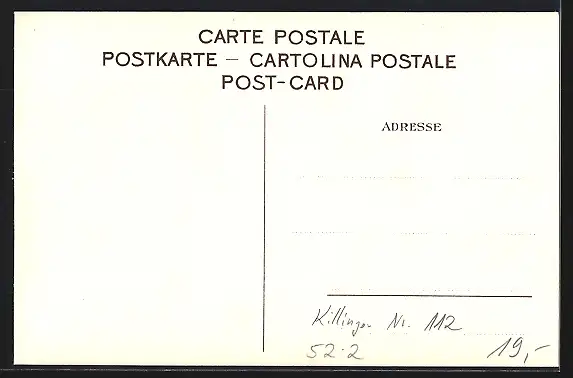 CARTE POSTALE
POSTKARTE — CARTOLINA POSTALE
POST-CARD
ADRESSE
Killinger Nr. 112
52·2
19,-